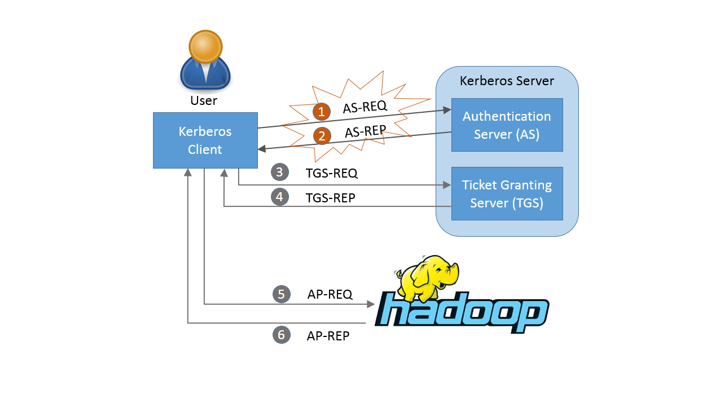 User
Kerberos
Client
Kerberos Server
Authentication
Server (AS)
Ticket Granting
Server (TGS)
1 AS-REQ
2 AS-REP
3 TGS-REQ
4 TGS-REP
5 AP-REQ
6 AP-REP
hadoop